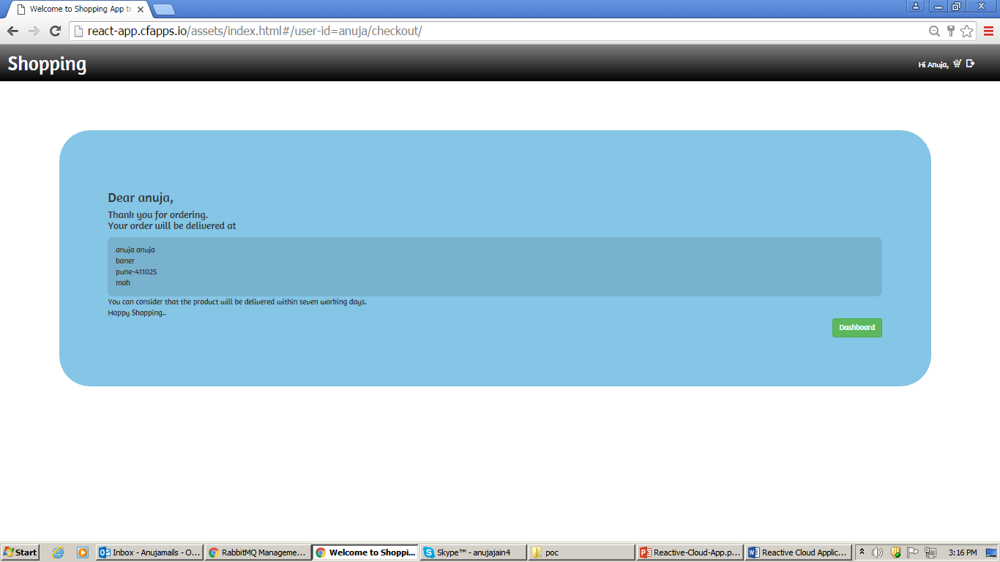 Welcome to Shopping App te
react-app.cfapps.io/assets/index.html#/user-id=anuja/checkout/
Shopping
Hi Anuja,
Dear anuja,
Thank you for ordering.
Your order will be delivered at
anuja anuja
baner
pune-411025
mah
You can consider that the product will be delivered within seven working days.
Happy Shopping..
Dashboard
Start
Inbox - Anujamails - O...
RabbitMQ Manageme...
Welcome to Shoppi...
Skype™ - anujajain4
poc
Reactive-Cloud-App.p...
Reactive Cloud Applic...
3:16 PM